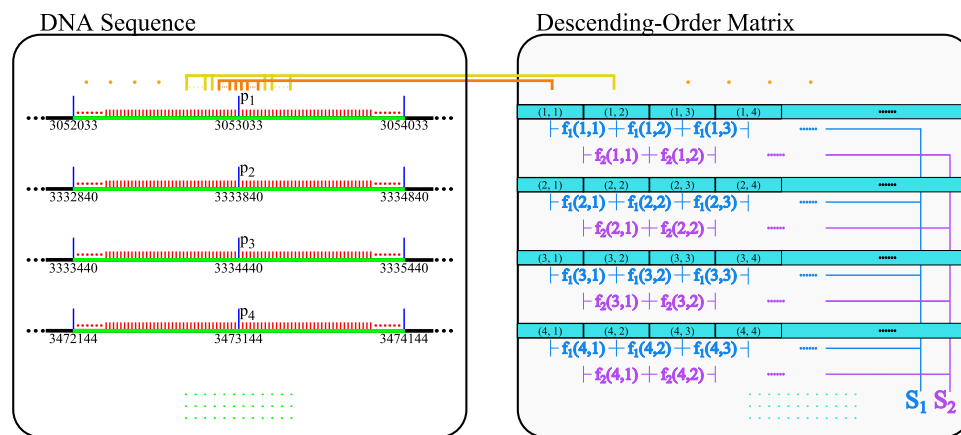 DNA Sequence
p1
3052033 3053033 3054033
p2
3332840 3333840 3334840
p3
3333440 3334440 3335440
p4
3472144 3473144 3474144
Descending-Order Matrix
(1, 1) (1, 2) (1, 3) (1, 4) ······
f1(1,1) f1(1,2) f1(1,3) ······
f2(1,1) f2(1,2) ······
(2, 1) (2, 2) (2, 3) (2, 4) ······
f1(2,1) f1(2,2) f1(2,3) ······
f2(2,1) f2(2,2) ······
(3, 1) (3, 2) (3, 3) (3, 4) ······
f1(3,1) f1(3,2) f1(3,3) ······
f2(3,1) f2(3,2) ······
(4, 1) (4, 2) (4, 3) (4, 4) ······
f1(4,1) f1(4,2) f1(4,3) ······
f2(4,1) f2(4,2) ······
S1 S2